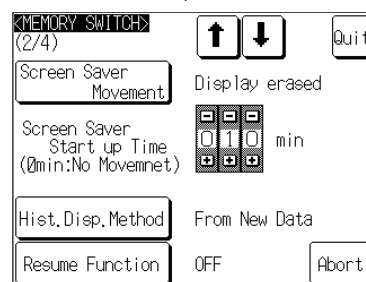 <MEMORY SWITCH>
(2/4)
Quit
Screen Saver
Movement
Display erased
Screen Saver
Start up Time
(0min:No Movemnet)
010 min
Hist.Disp.Method
From New Data
Resume Function
OFF
Abort